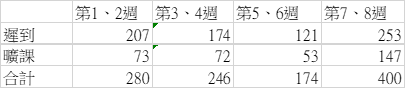 第1、2週 第3、4週 第5、6週 第7、8週
遲到 207 174 121 253
曠課 73 72 53 147
合計 280 246 174 400